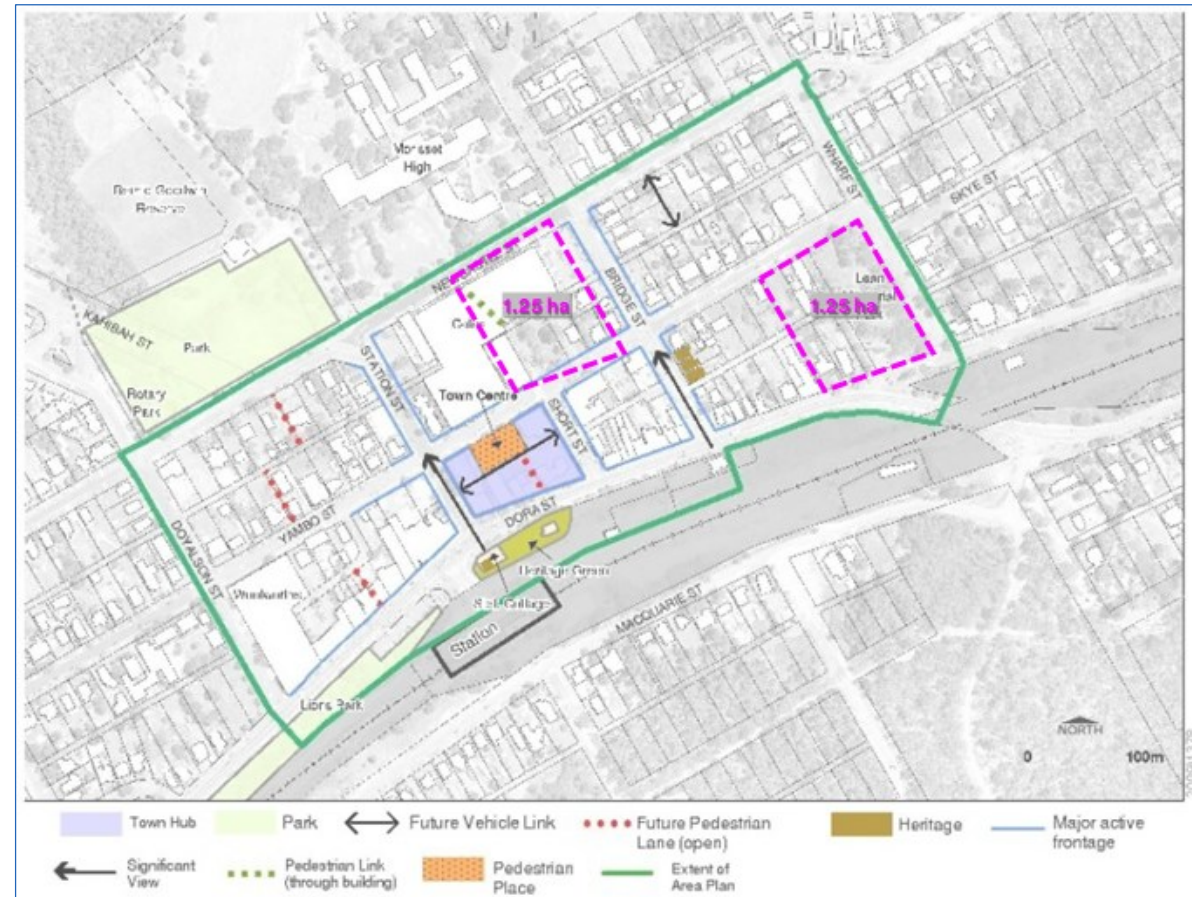 Morisset
High
WHARF ST
SKYE ST
Reserve
NEW
BRIDGE ST
1.25 ha
1.25 ha
KAHIBAH ST
Park
STATION ST
Rotary
Park
Town Centre
SHORT ST
YAMBO ST
DORA ST
DOYALSON ST
Woolworths
Heritage Green
Cottage
Station
MACQUARIE ST
Lions Park
NORTH
0 100m
Town Hub
Park
Future Vehicle Link
Future Pedestrian
Lane (open)
Heritage
Major active
frontage
Significant
View
Pedestrian Link
(through building)
Pedestrian
Place
Extent of
Area Plan